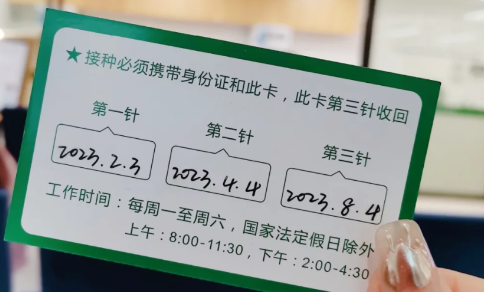 ★接种必须携带身份证和此卡，此卡第三针收回
第一针 第二针 第三针
2023.2.3 2023.4.4 2023.8.4
工作时间：每周一至周六，国家法定假日除外
上午：8:00-11:30，下午：2:00-4:30